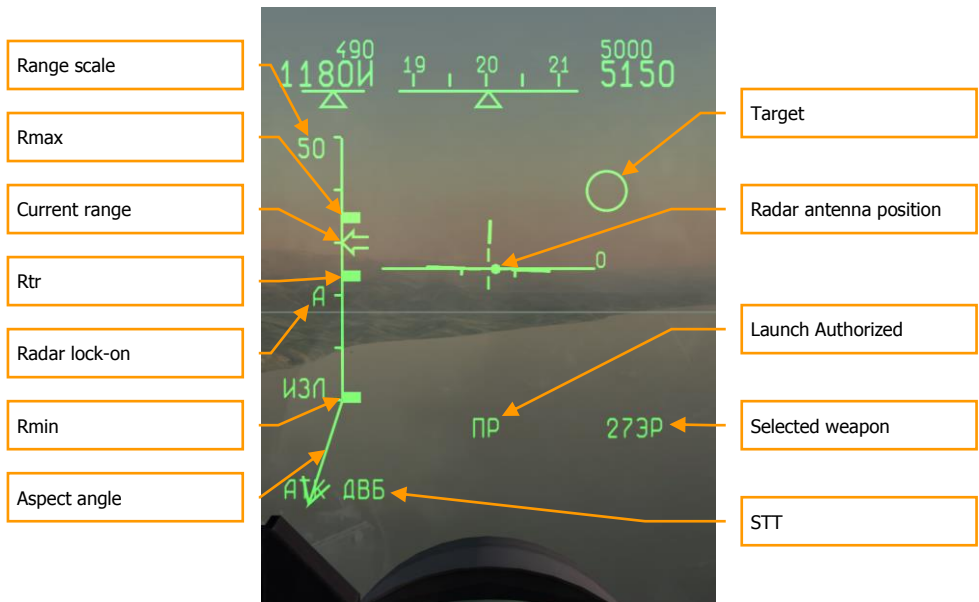 Range scale
Rmax
Current range
Rtr
Radar lock-on
Rmin
Aspect angle
490
1180И
19 20 21
5000
5150
50
0
А
ИЗЛ
ПР
27ЭР
АТК ДВБ
Target
Radar antenna position
Launch Authorized
Selected weapon
STT